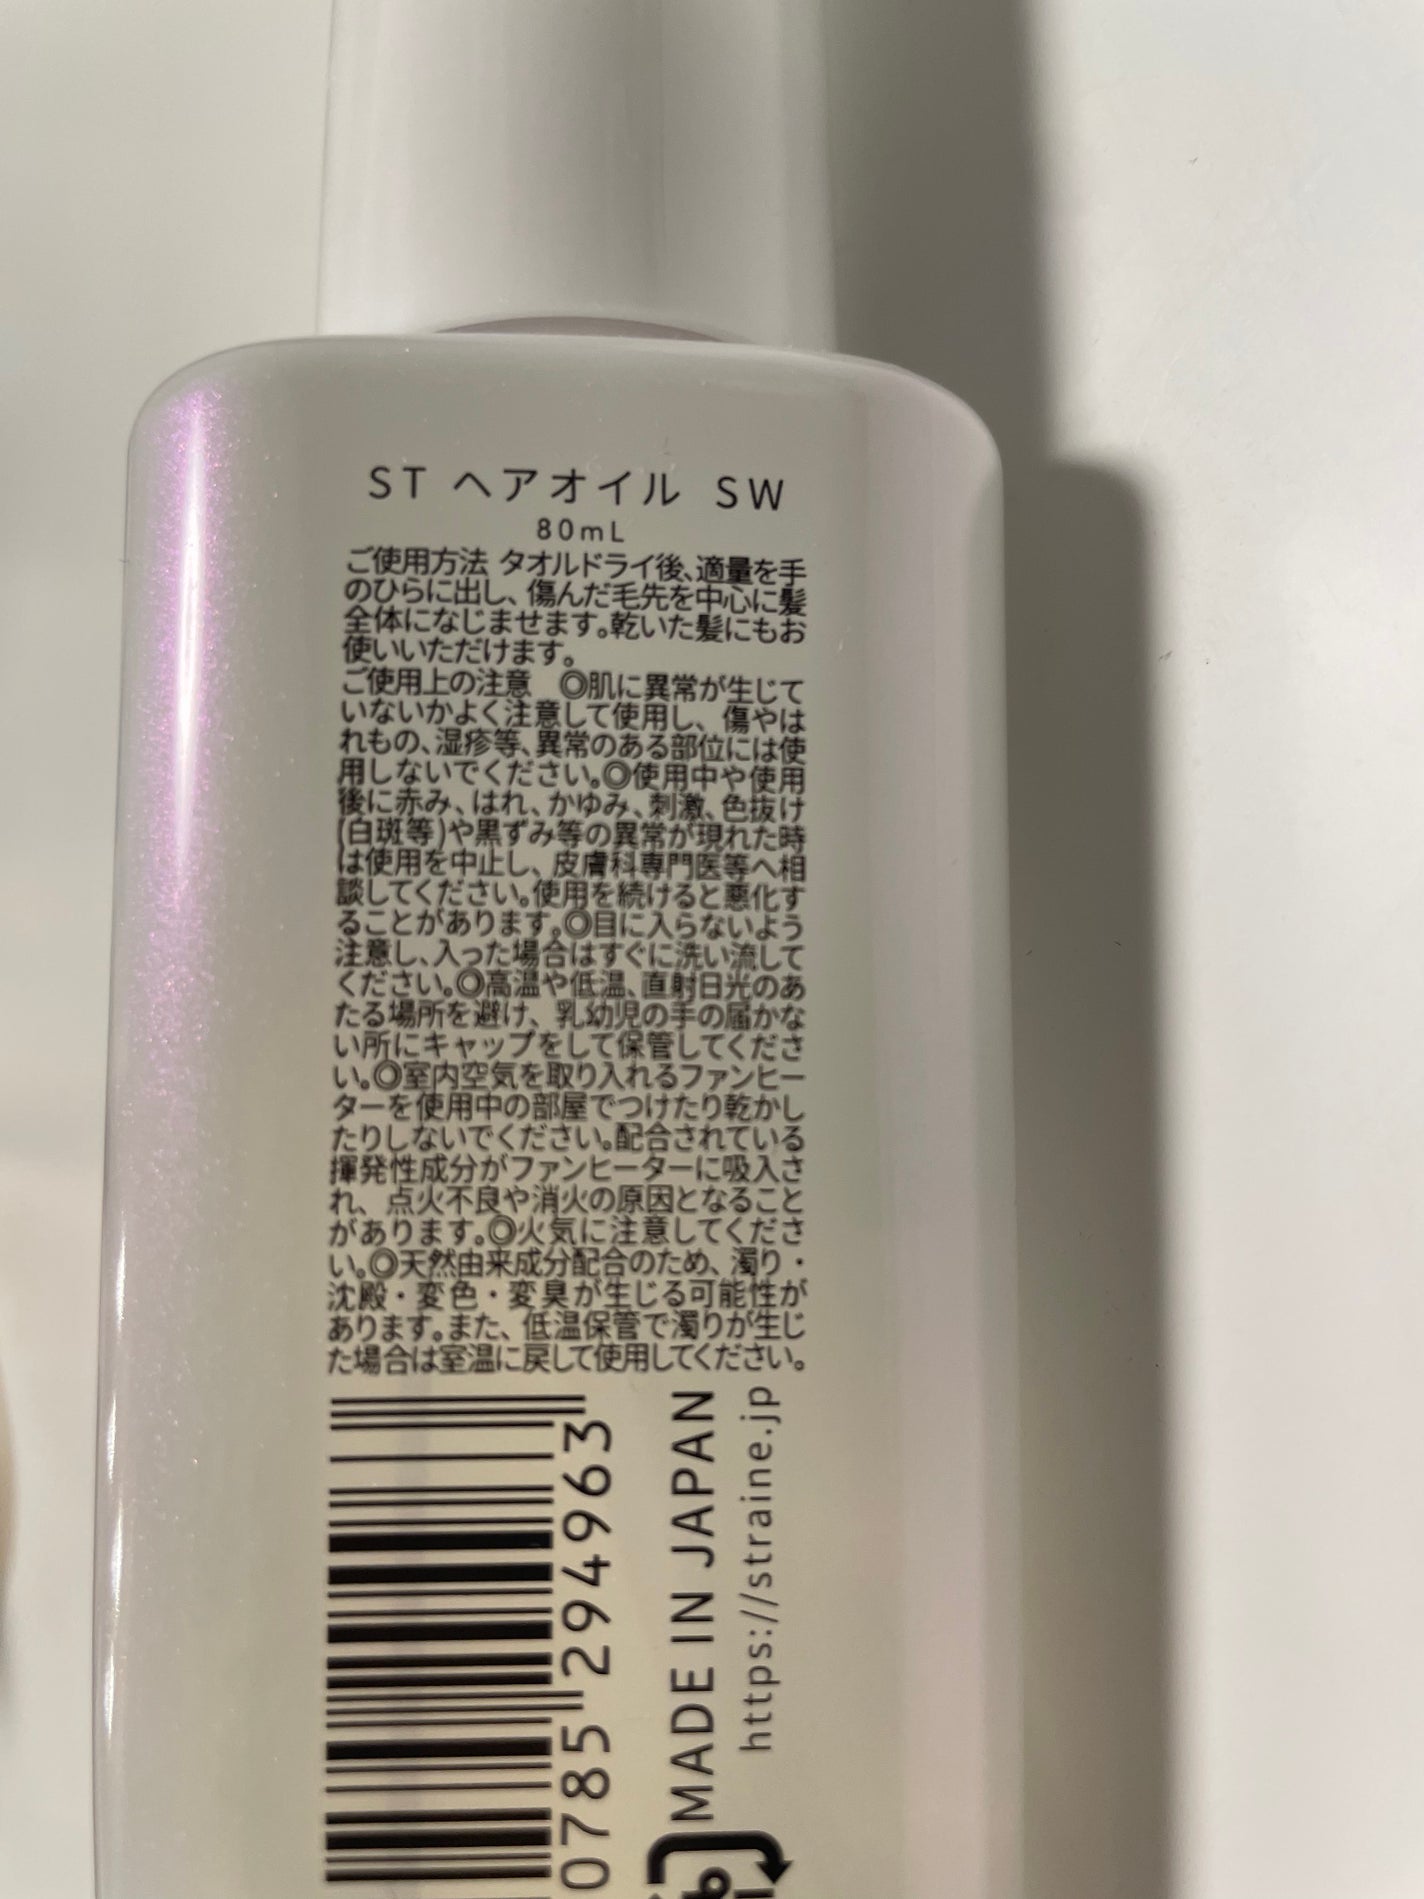 ST ヘアオイル SW
80mL
ご使用方法 タオルドライ後、適量を手
のひらに出し、傷んだ毛先を中心に髪
全体になじませます。乾いた髪にもお
使いいただけます。
ご使用上の注意 ◎肌に異常が生じて
いないかよく注意して使用し、傷やは
れもの、湿疹等、異常のある部位には使
用しないでください。◎使用中や使用
後に赤み、はれ、かゆみ、刺激、色抜け
(白斑等)や黒ずみ等の異常が現れた時
は使用を中止し、皮膚科専門医等へ相
談してください。使用を続けると悪化す
ることがあります。◎目に入らないよう
注意し、入った場合はすぐに洗い流して
ください。◎高温や低温、直射日光のあ
たる場所を避け、乳幼児の手の届かな
い所にキャップをして保管してくださ
い。◎室内空気を取り入れるファンヒー
ターを使用中の部屋でつけたり乾かし
たりしないでください。配合されている
揮発性成分がファンヒーターに吸入さ
れ、点火不良や消火の原因となること
があります。◎火気に注意してくださ
い。◎天然由来成分配合のため、濁り・
沈殿・変色・変臭が生じる可能性が
あります。また、低温保管で濁りが生じ
た場合は室温に戻して使用してください。
0785 294963
MADE IN JAPAN
https://straine.jp